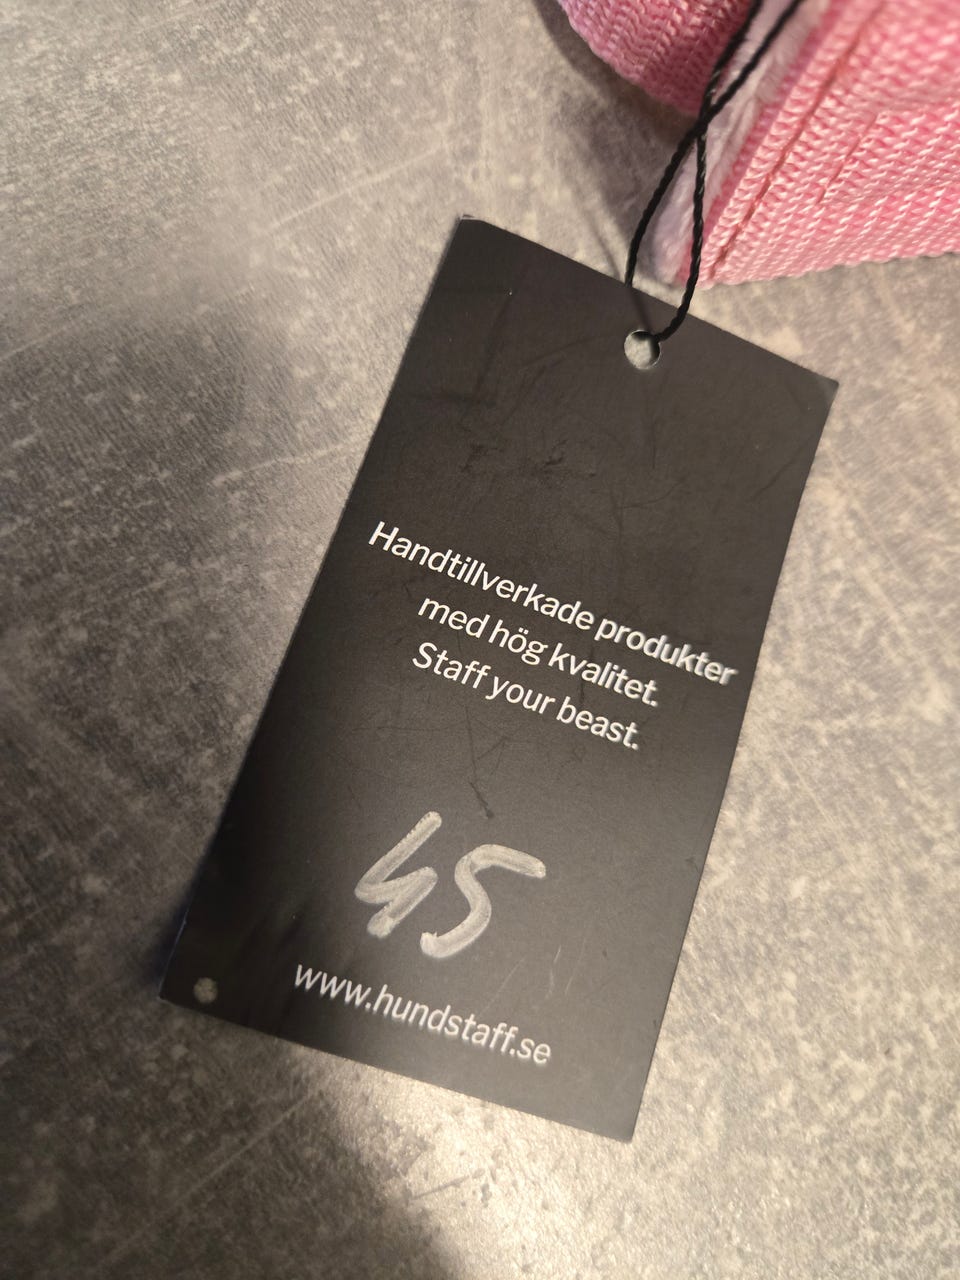 Handtillverkade produkter
med hög kvalitet.
Staff your beast.
45
www.hundstaff.se